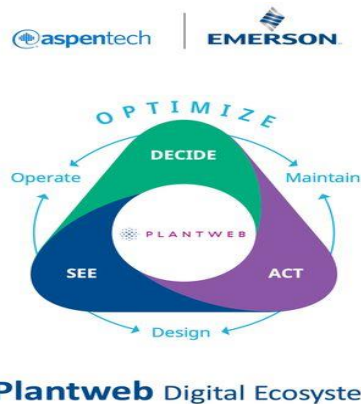 aspentech | EMERSON
OPTIMIZE
DECIDE
Operate
Maintain
PLANTWEB
SEE
ACT
Design
Plantweb Digital Ecosyste